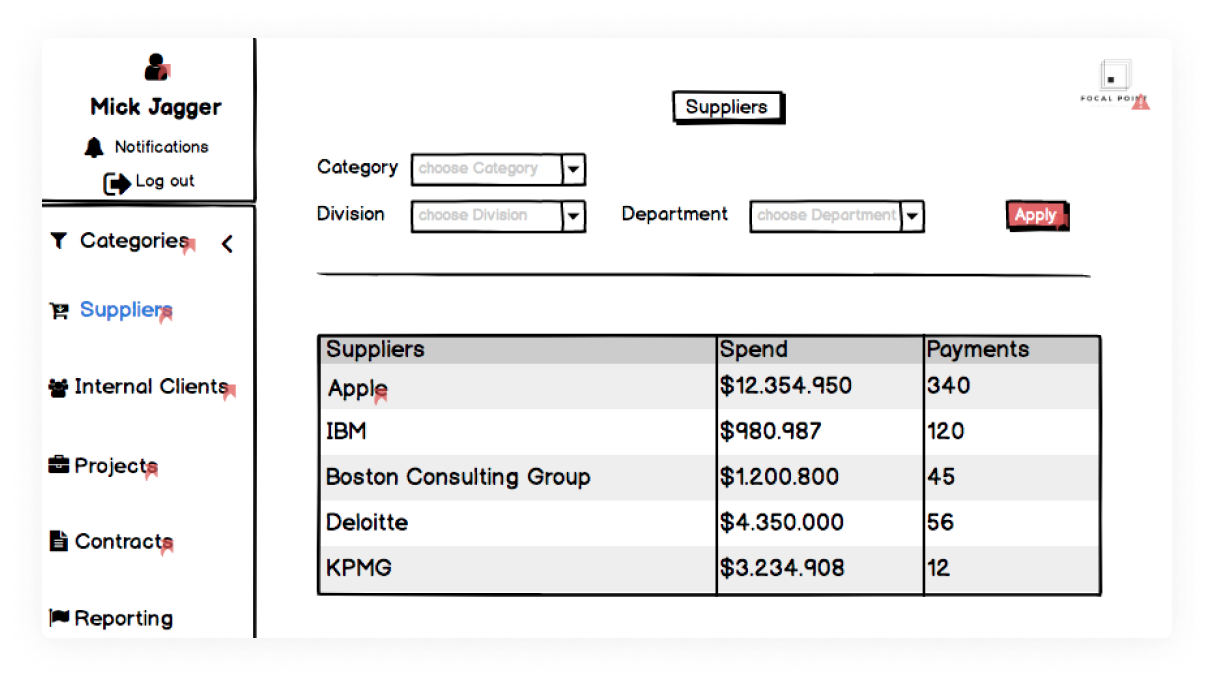 Mick Jagger
Notifications
Log out
Categories
Suppliers
Internal Clients
Projects
Contracts
Reporting
Suppliers
FOCAL POINT
Category choose Category
Division choose Division Department choose Department Apply
Suppliers Spend Payments
Apple $12.354.950 340
IBM $980.987 120
Boston Consulting Group $1.200.800 45
Deloitte $4.350.000 56
KPMG $3.234.908 12